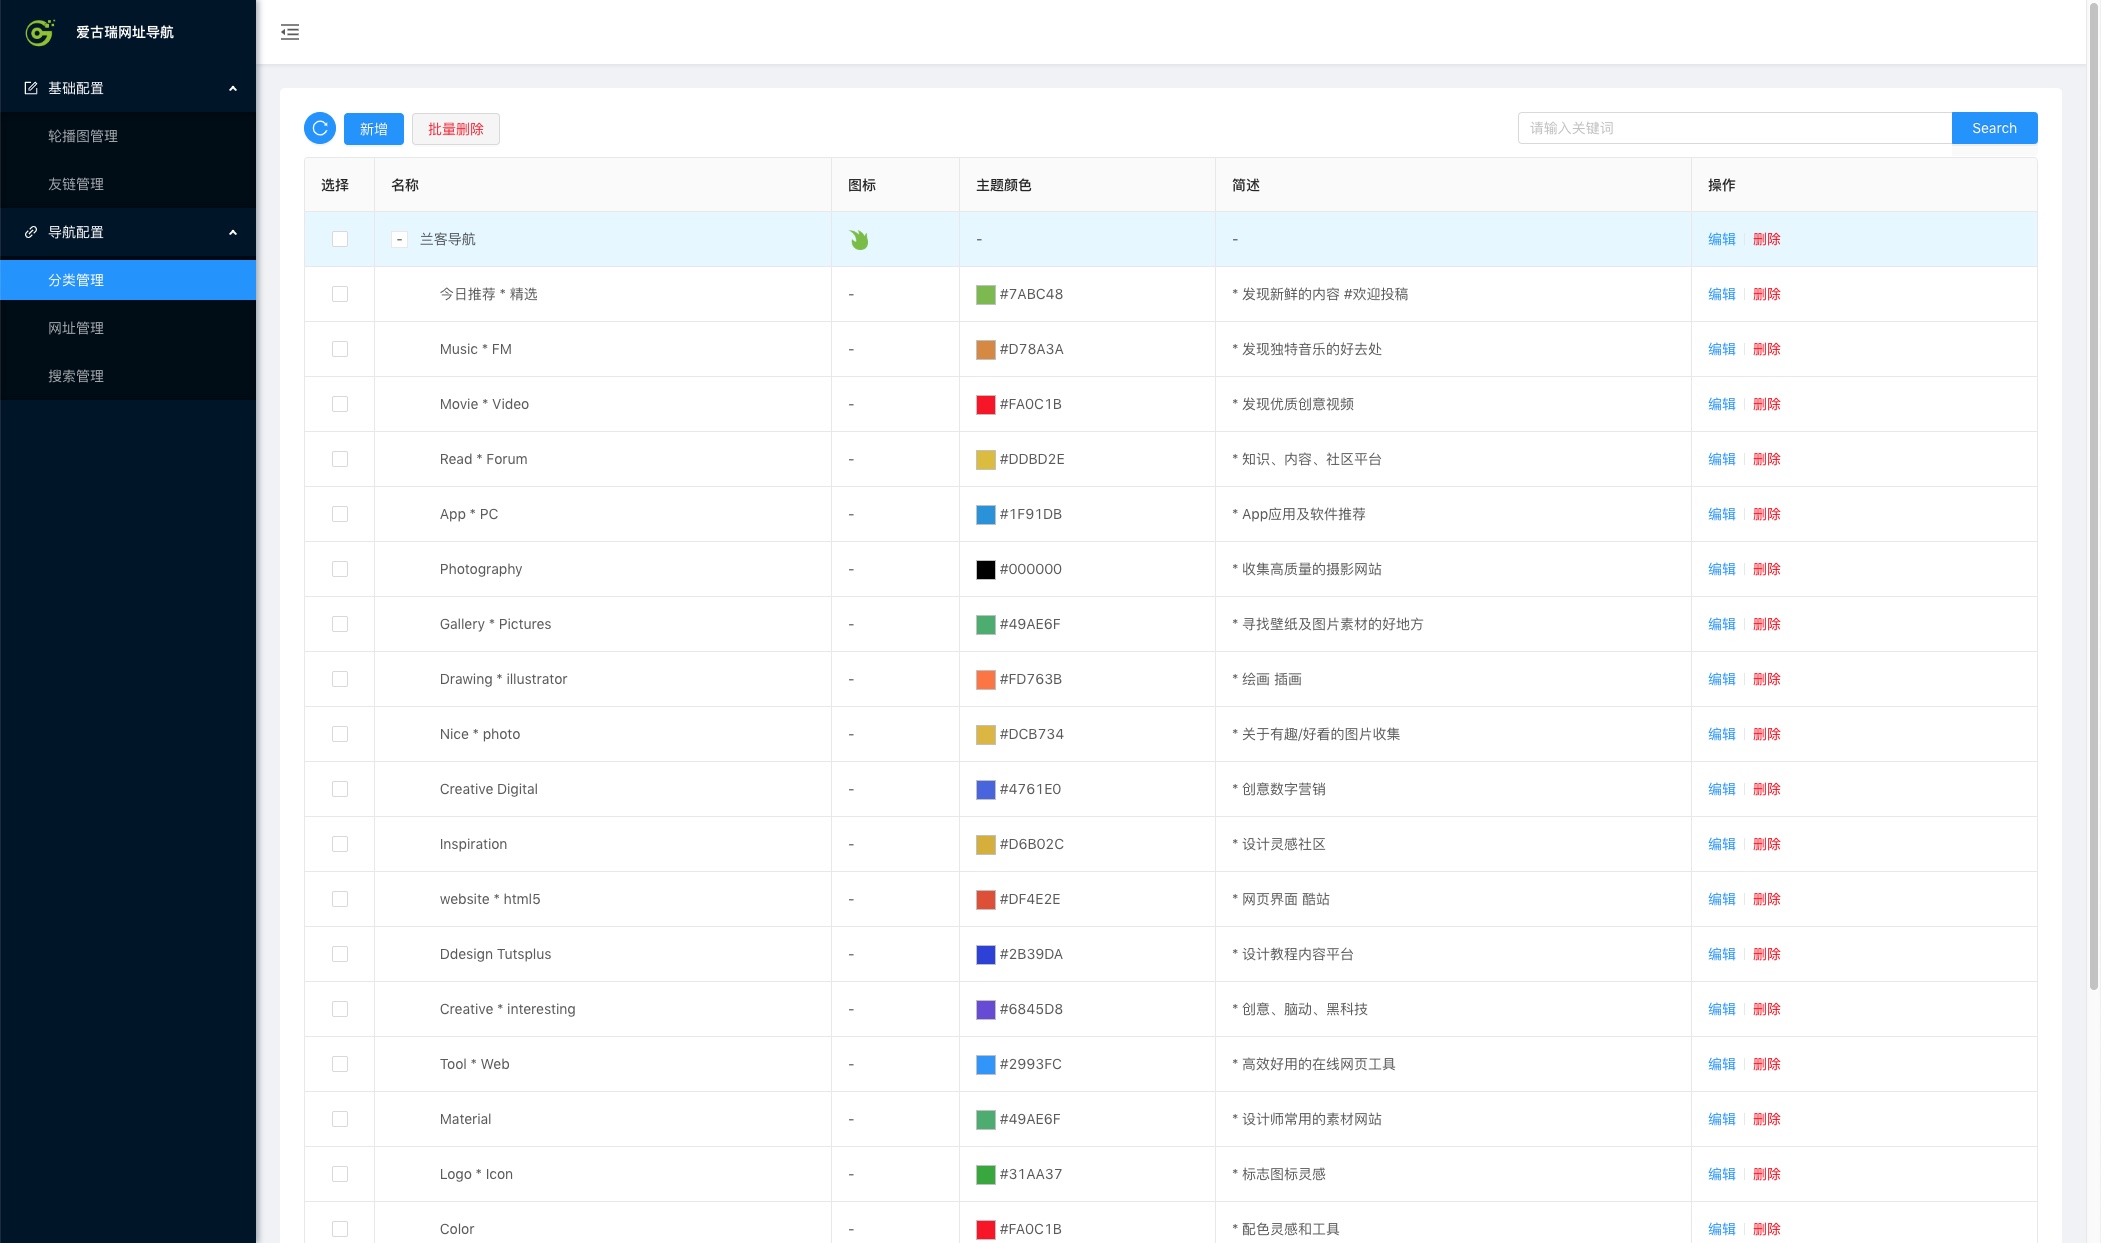 爱古瑞网址导航
基础配置
轮播图管理
友链管理
导航配置
分类管理
网址管理
搜索管理
新增 批量删除 请输入关键词 Search
选择 名称 图标 主题颜色 简述 操作
- 兰客导航 - - 编辑 删除
今日推荐 * 精选 - #7ABC48 * 发现新鲜的内容 #欢迎投稿 编辑 删除
Music * FM - #D78A3A * 发现独特音乐的好去处 编辑 删除
Movie * Video - #FA0C1B * 发现优质创意视频 编辑 删除
Read * Forum - #DDBD2E * 知识、内容、社区平台 编辑 删除
App * PC - #1F91DB * App应用及软件推荐 编辑 删除
Photography - #000000 * 收集高质量的摄影网站 编辑 删除
Gallery * Pictures - #49AE6F * 寻找壁纸及图片素材的好地方 编辑 删除
Drawing * illustrator - #FD763B * 绘画 插画 编辑 删除
Nice * photo - #DCB734 * 关于有趣/好看的图片收集 编辑 删除
Creative Digital - #4761E0 * 创意数字营销 编辑 删除
Inspiration - #D6B02C * 设计灵感社区 编辑 删除
website * html5 - #DF4E2E * 网页界面 酷站 编辑 删除
Ddesign Tutsplus - #2B39DA * 设计教程内容平台 编辑 删除
Creative * interesting - #6845D8 * 创意、脑动、黑科技 编辑 删除
Tool * Web - #2993FC * 高效好用的在线网页工具 编辑 删除
Material - #49AE6F * 设计师常用的素材网站 编辑 删除
Logo * Icon - #31AA37 * 标志图标灵感 编辑 删除
Color - #FA0C1B * 配色灵感和工具 编辑 删除